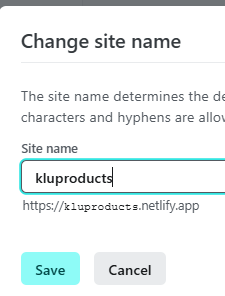 Change site name
The site name determines the de
characters and hyphens are allow
Site name
kluproducts
https://kluproducts.netlify.app
Save Cancel